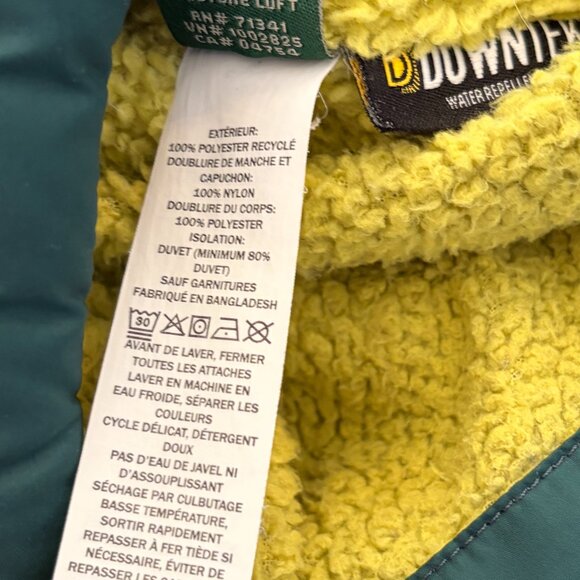 RN# 71341
VN# 1002825
CA# 04754
DOWNTEK
WATER REPELLE
EXTÉRIEUR:
100% POLYESTER RECYCLÉ
DOUBLURE DE MANCHE ET
CAPUCHON:
100% NYLON
DOUBLURE DU CORPS:
100% POLYESTER
ISOLATION:
DUVET (MINIMUM 80%
DUVET)
SAUF GARNITURES
FABRIQUÉ EN BANGLADESH
30
AVANT DE LAVER, FERMER
TOUTES LES ATTACHES
LAVER EN MACHINE EN
EAU FROIDE, SÉPARER LES
COULEURS
CYCLE DÉLICAT, DÉTERGENT
DOUX
PAS D'EAU DE JAVEL NI
D'ASSOUPLISSANT
SÉCHAGE PAR CULBUTAGE
BASSE TEMPÉRATURE,
SORTIR RAPIDEMENT
REPASSER À FER TIÈDE SI
NÉCESSAIRE, ÉVITER DE